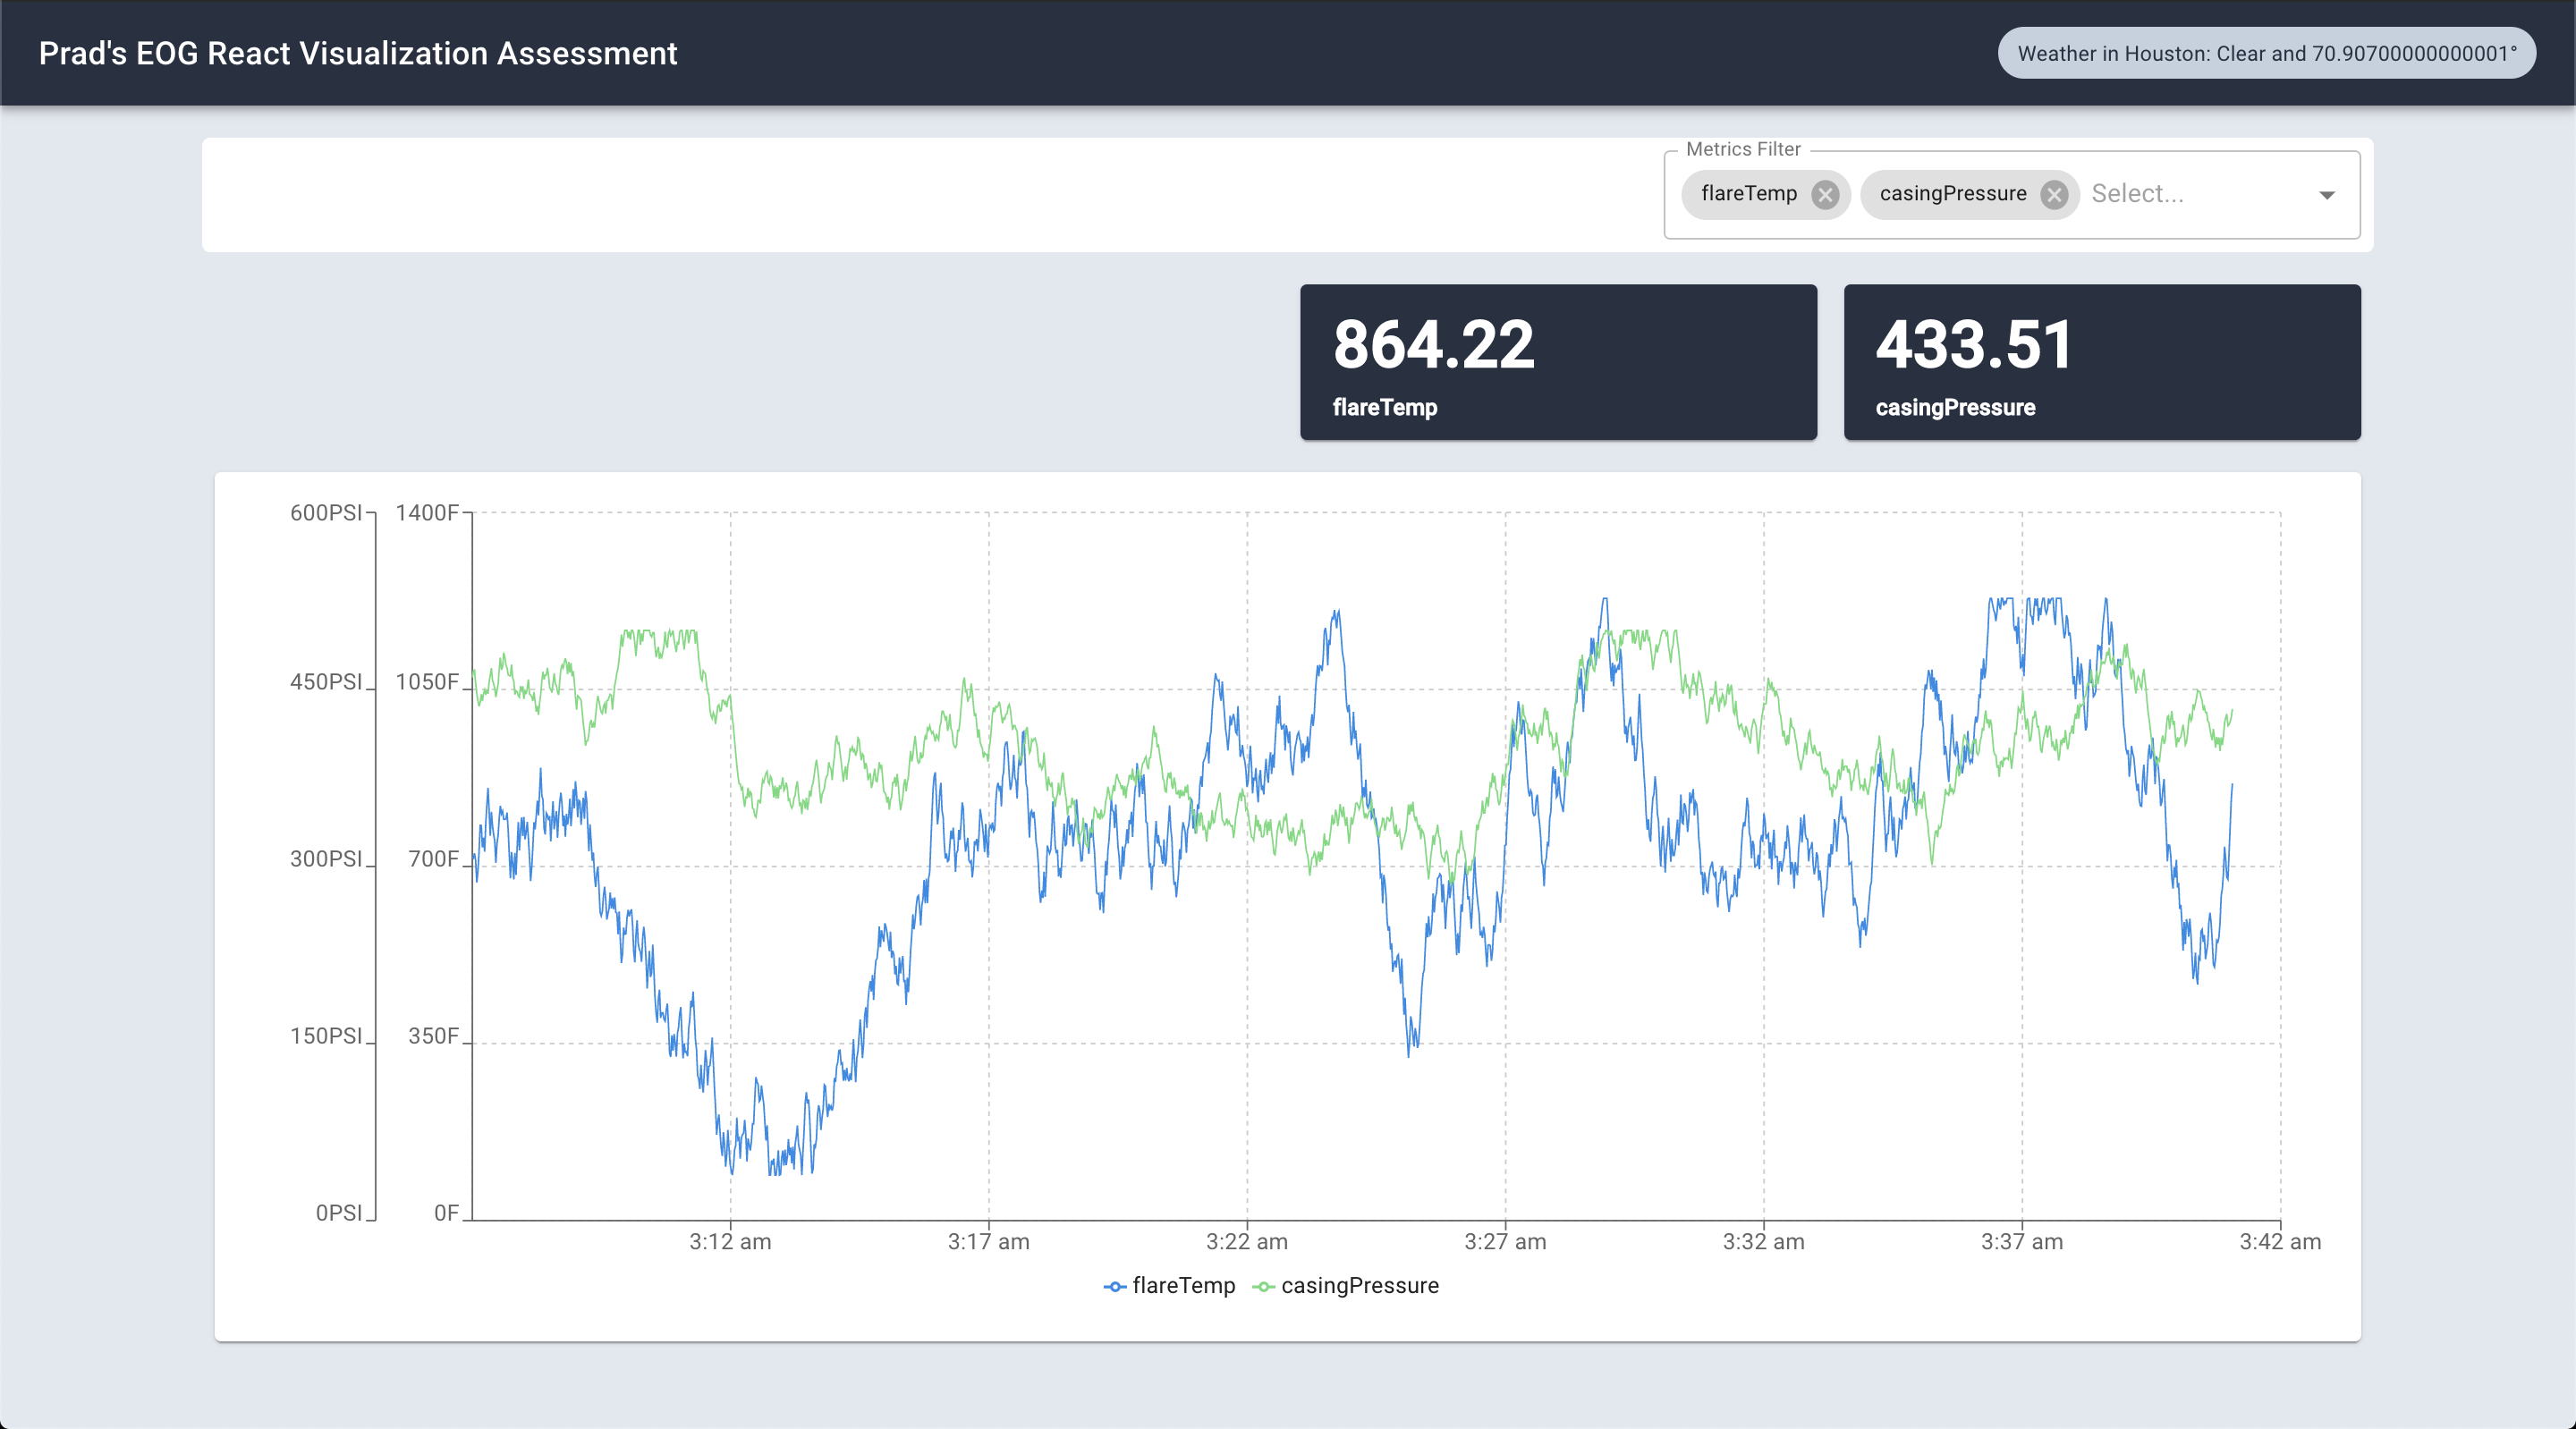 Prad's EOG React Visualization Assessment
Weather in Houston: Clear and 70.90700000000001°
Metrics Filter
flareTemp casingPressure Select...
864.22
flareTemp
433.51
casingPressure
600PSI 1400F
450PSI 1050F
300PSI 700F
150PSI 350F
0PSI 0F
3:12 am 3:17 am 3:22 am 3:27 am 3:32 am 3:37 am 3:42 am
flareTemp casingPressure